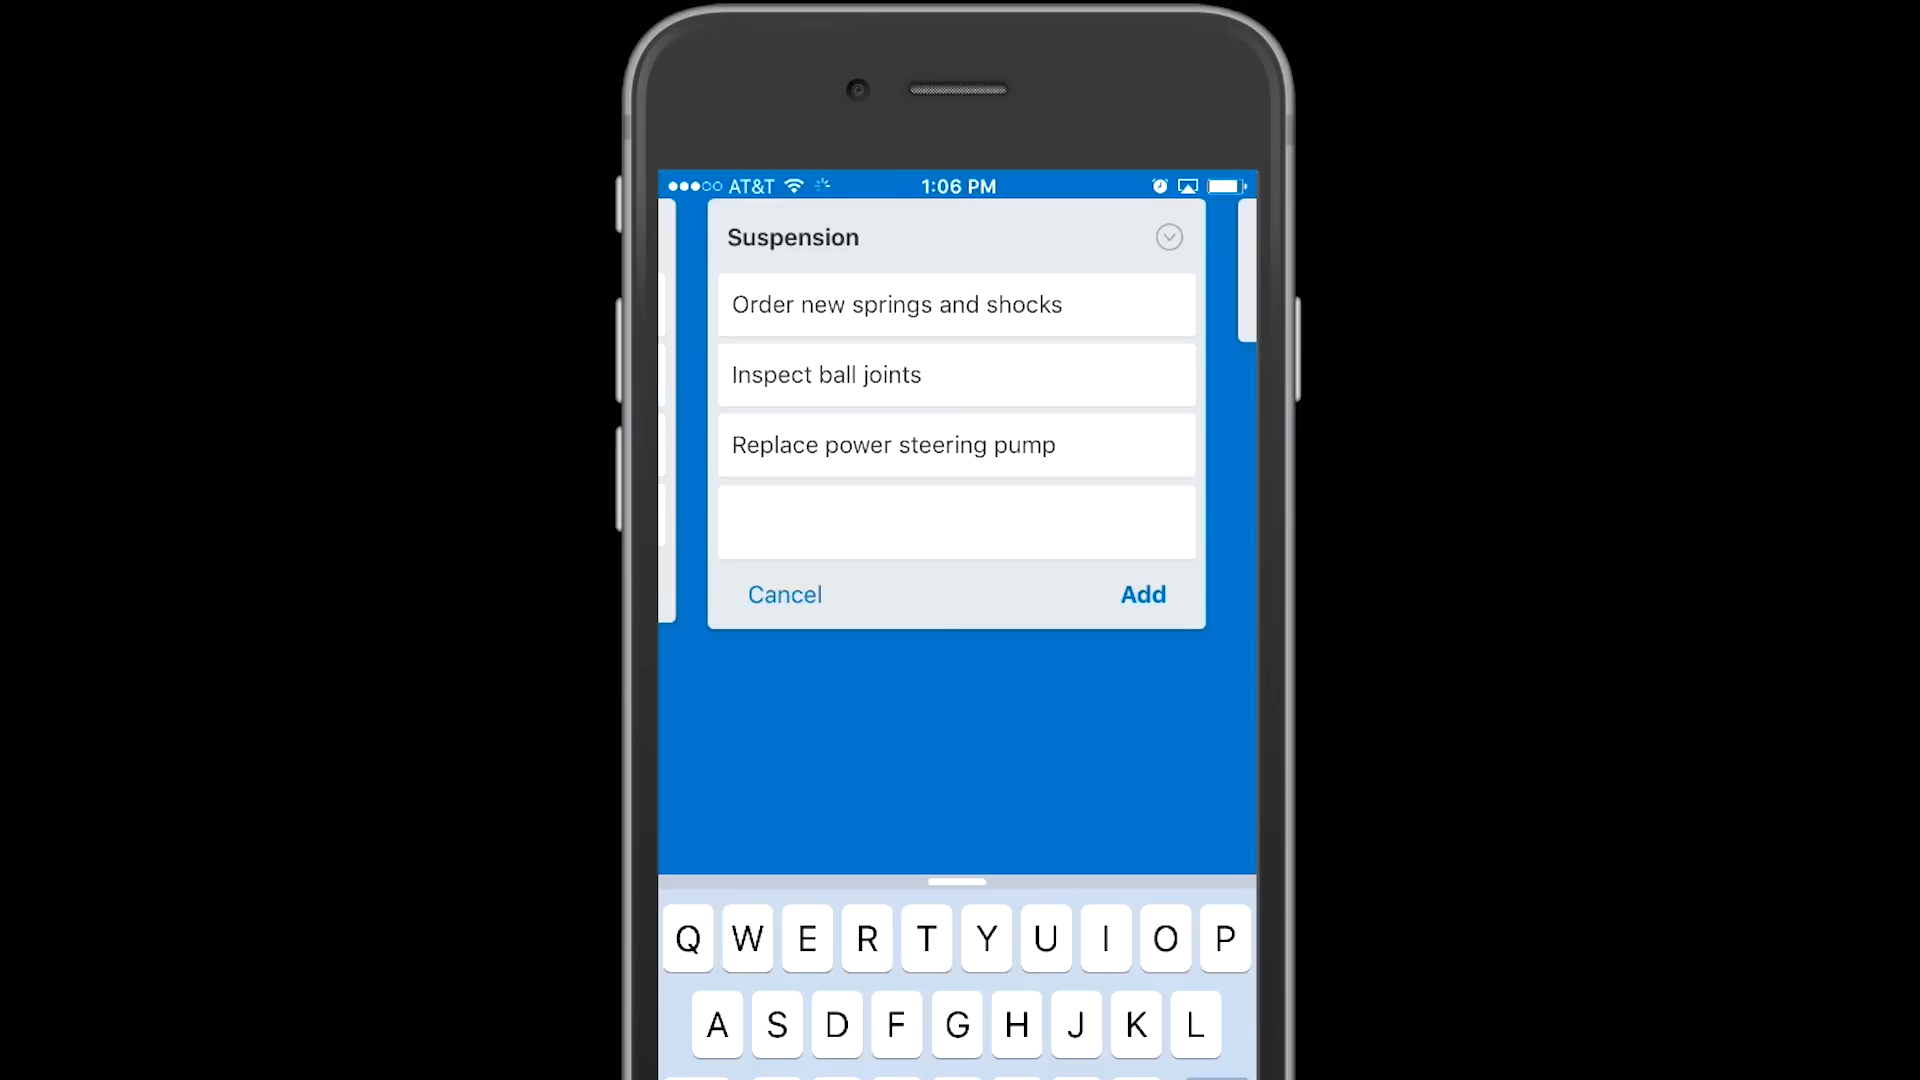 AT&T 1:06 PM
Suspension
Order new springs and shocks
Inspect ball joints
Replace power steering pump
Cancel Add
Q W E R T Y U I O P
A S D F G H J K L